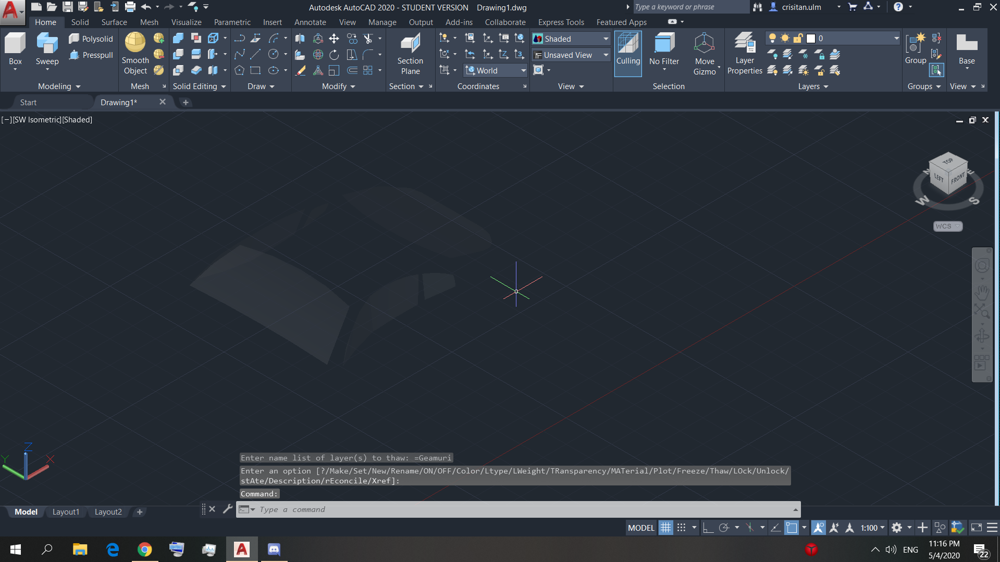 Autodesk AutoCAD 2020 - STUDENT VERSION    Drawing1.dwg
Type a keyword or phrase
crisitan.ulm
Home Solid Surface Mesh Visualize Parametric Insert Annotate View Manage Output Add-ins Collaborate Express Tools Featured Apps
Box
Sweep
Polysolid
Presspull
Modeling
Smooth
Object
Mesh
Solid Editing
Draw
Modify
Section
Plane
Section
World
Coordinates
Shaded
Unsaved View
View
Culling
No Filter
Move
Gizmo
Selection
Layer
Properties
0
Layers
Group
Groups
Base
View
Start
Drawing1*
[−][SW Isometric][Shaded]
TOP
LEFT
FRONT
N
E
W
S
WCS
Z
Y
X
Enter name list of layer(s) to thaw: =Geamuri
Enter an option [?/Make/Set/New/Rename/ON/OFF/Color/Ltype/LWeight/TRansparency/MATerial/Plot/Freeze/Thaw/LOck/Unlock/
stAte/Description/rEconcile/Xref]:
Command:
Type a command
Model Layout1 Layout2
MODEL
1:100
ENG
11:16 PM
5/4/2020
22